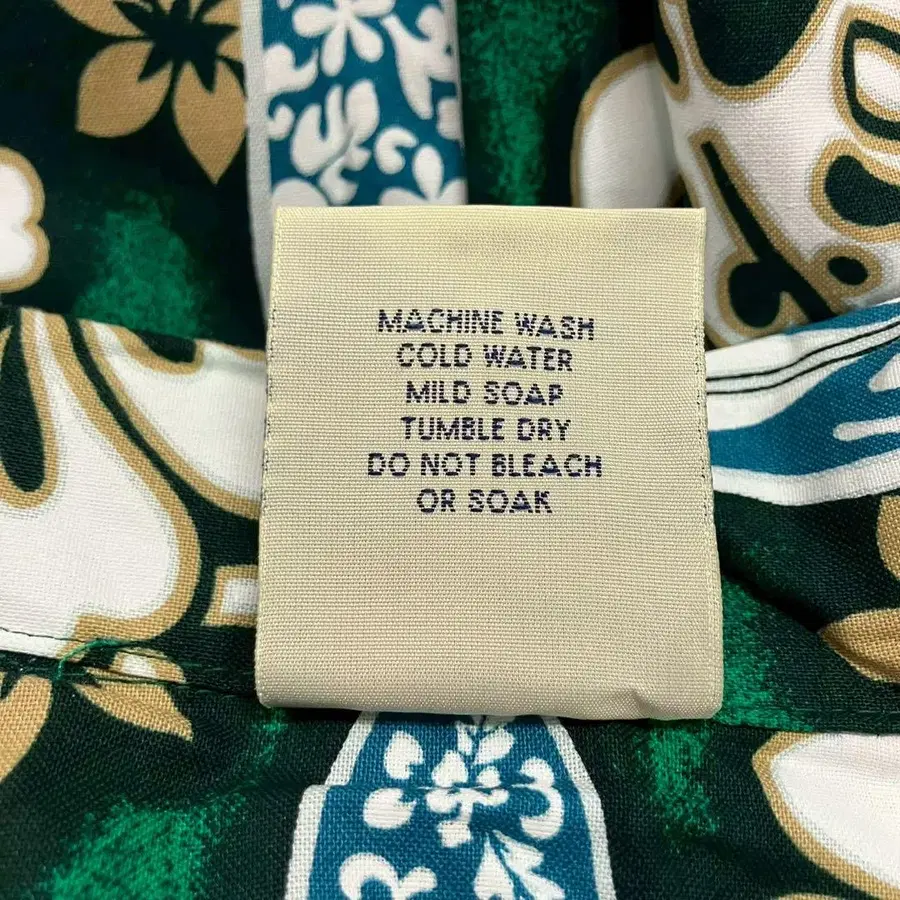 MACHINE WASH
COLD WATER
MILD SOAP
TUMBLE DRY
DO NOT BLEACH
OR SOAK